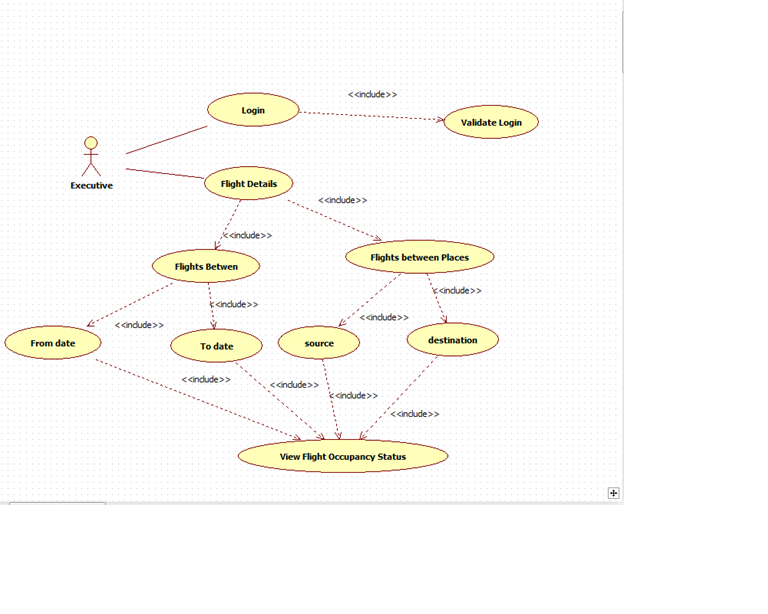 <<include>>
Login
Validate Login
Executive
Flight Details
<<include>>
<<include>>
Flights Betwen
Flights between Places
<<include>>
<<include>>
<<include>>
<<include>>
From date
To date
source
destination
<<include>>
<<include>>
<<include>>
<<include>>
View Flight Occupancy Status